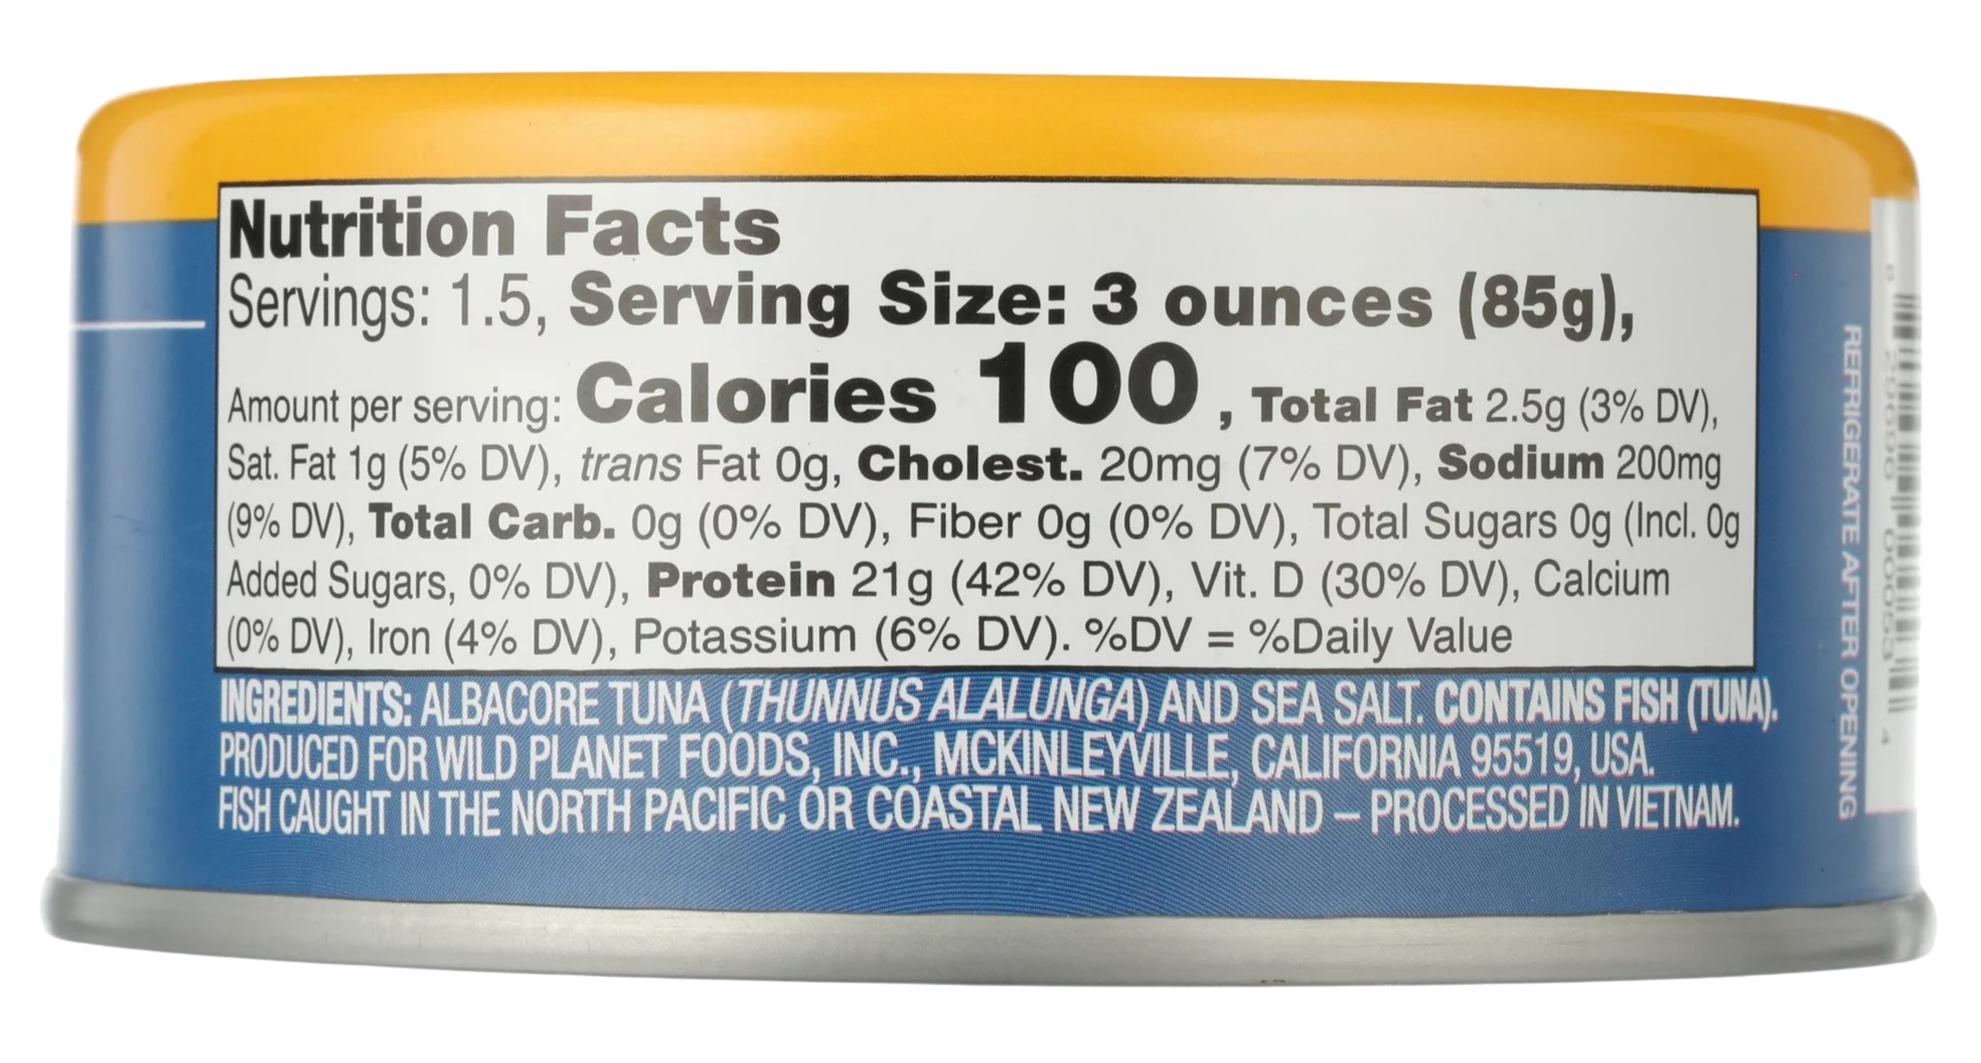 Nutrition Facts
Servings: 1.5, Serving Size: 3 ounces (85g),
Amount per serving: Calories 100 , Total Fat 2.5g (3% DV),
Sat. Fat 1g (5% DV), trans Fat 0g, Cholest. 20mg (7% DV), Sodium 200mg
(9% DV), Total Carb. 0g (0% DV), Fiber 0g (0% DV), Total Sugars 0g (Incl. 0g
Added Sugars, 0% DV), Protein 21g (42% DV), Vit. D (30% DV), Calcium
(0% DV), Iron (4% DV), Potassium (6% DV). %DV = %Daily Value
INGREDIENTS: ALBACORE TUNA (THUNNUS ALALUNGA) AND SEA SALT. CONTAINS FISH (TUNA).
PRODUCED FOR WILD PLANET FOODS, INC., MCKINLEYVILLE, CALIFORNIA 95519, USA.
FISH CAUGHT IN THE NORTH PACIFIC OR COASTAL NEW ZEALAND – PROCESSED IN VIETNAM.
REFRIGERATE AFTER OPENING